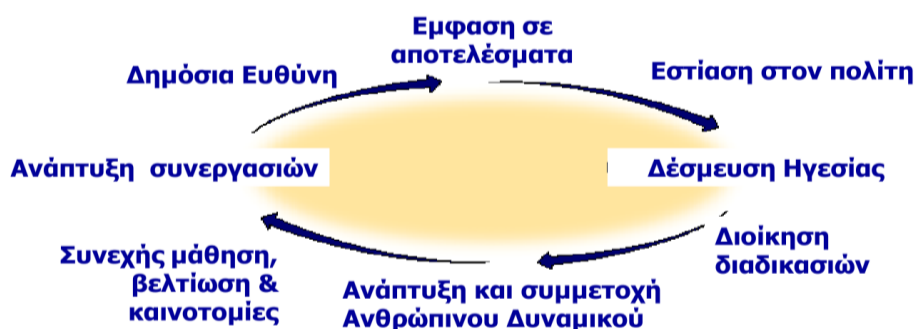 Εμφαση σε
αποτελέσματα
Δημόσια Ευθύνη
Εστίαση στον πολίτη
Ανάπτυξη συνεργασιών
Δέσμευση Ηγεσίας
Διοίκηση
διαδικασιών
Συνεχής μάθηση,
βελτίωση &
καινοτομίες
Ανάπτυξη και συμμετοχή
Ανθρώπινου Δυναμικού